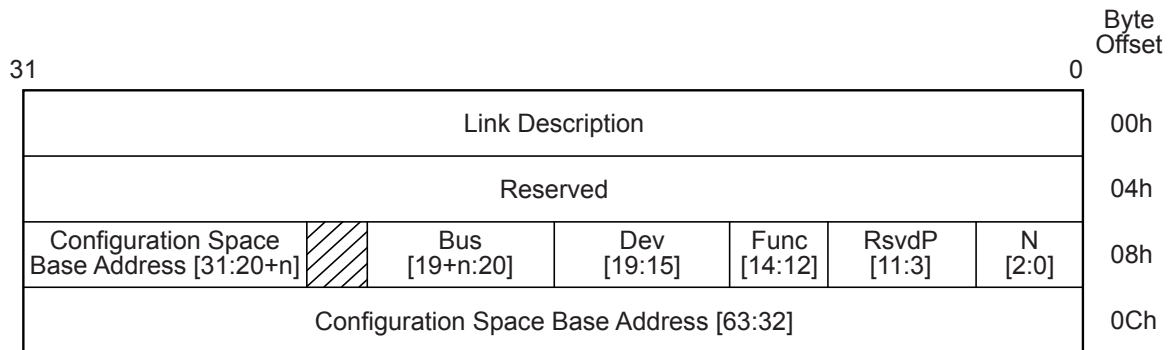 Byte
Offset
31 0
Link Description 00h
Reserved 04h
Configuration Space Bus Dev Func RsvdP N
Base Address [31:20+n] [19+n:20] [19:15] [14:12] [11:3] [2:0] 08h
Configuration Space Base Address [63:32] 0Ch